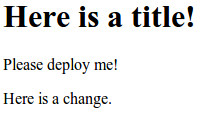 Here is a title!
Please deploy me!
Here is a change.